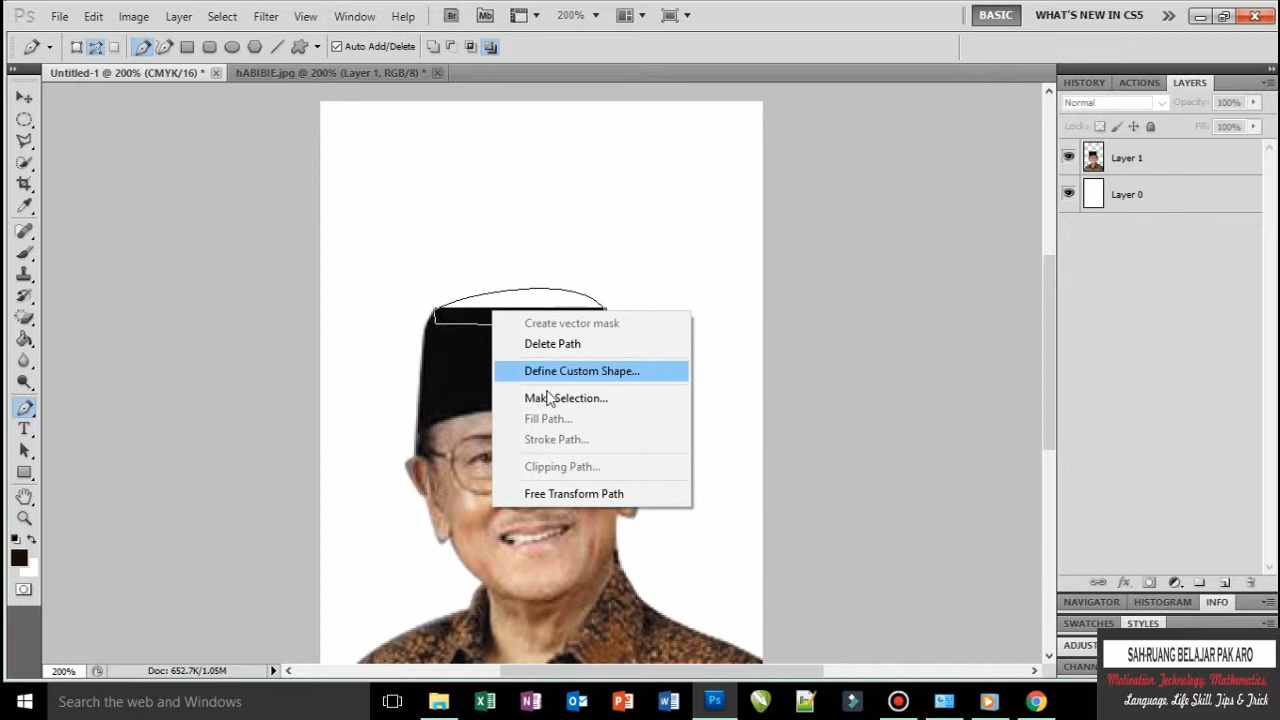 Ps File Edit Image Layer Select Filter View Window Help Br Mb 200% BASIC WHAT'S NEW IN CS5
Auto Add/Delete
Untitled-1 @ 200% (CMYK/16) * hABIBIE.jpg @ 200% (Layer 1, RGB/8) *
HISTORY ACTIONS LAYERS
Normal Opacity: 100%
Lock: Fill: 100%
Layer 1
Layer 0
Create vector mask
Delete Path
Define Custom Shape...
Make Selection...
Fill Path...
Stroke Path...
Clipping Path...
Free Transform Path
T
200% Doc: 652.7K/1.05M
NAVIGATOR HISTOGRAM INFO
SWATCHES STYLES
ADJUST
CHANN
SAH:RUANG BELAJAR PAK ARO
Motivation, Technology, Mathematics,
Language, Life Skill, Tips & Trick
Search the web and Windows